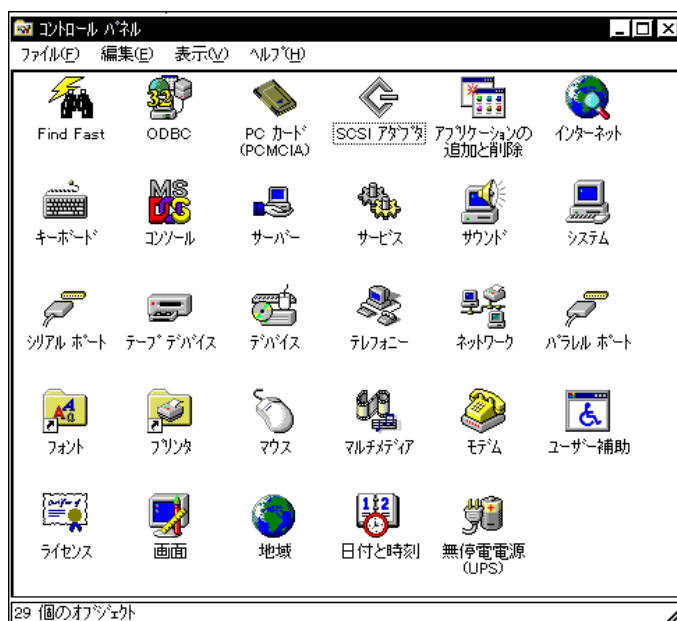 コントロール パネル
ファイル(F) 編集(E) 表示(V) ヘルプ(H)
Find Fast
ODBC
PC カード
(PCMCIA)
SCSI アダプタ
アプリケーションの
追加と削除
インターネット
キーボード
MS
DOS
コンソール
サーバー
サービス
サウンド
システム
シリアル ポート
テープ デバイス
デバイス
テレフォニー
ネットワーク
パラレル ポート
フォント
プリンタ
マウス
マルチメディア
モデム
ユーザー補助
ライセンス
画面
地域
日付と時刻
無停電電源
(UPS)
29 個のオブジェクト